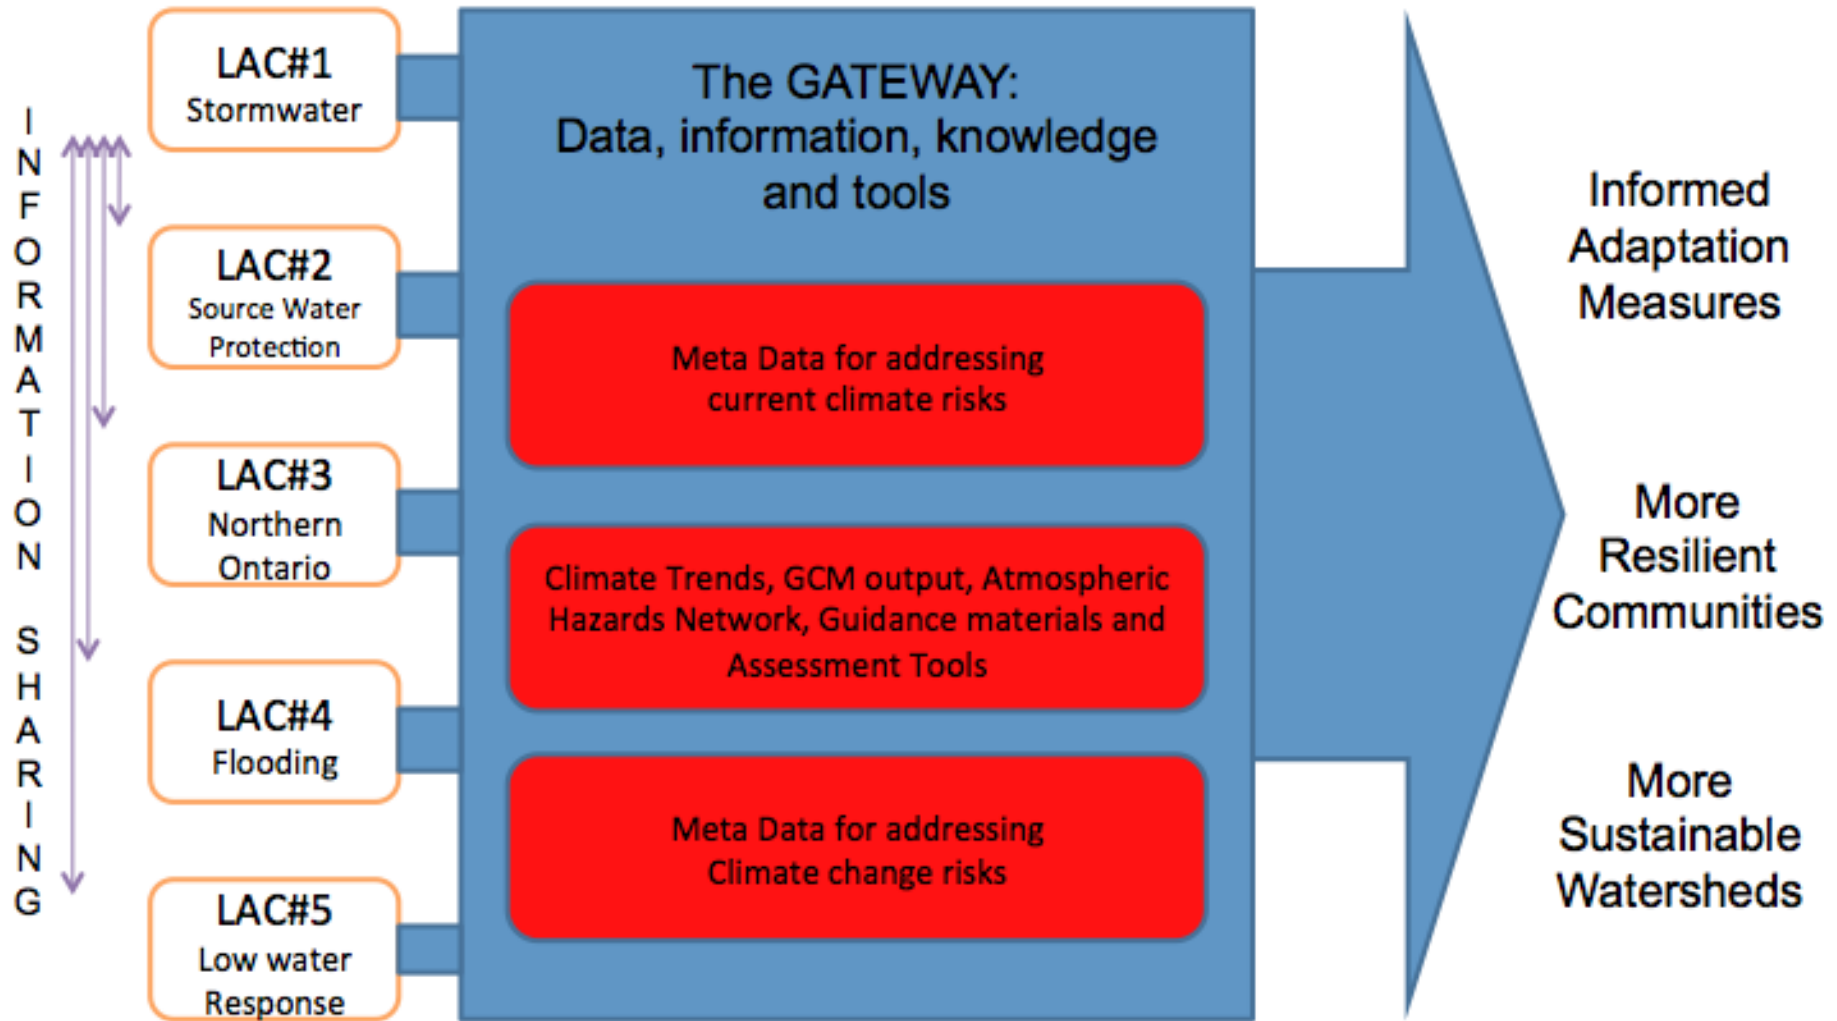 INFORMATION SHARING
LAC#1
Stormwater
LAC#2
Source Water
Protection
LAC#3
Northern
Ontario
LAC#4
Flooding
LAC#5
Low water
Response
The GATEWAY:
Data, information, knowledge
and tools
Meta Data for addressing
current climate risks
Climate Trends, GCM output, Atmospheric
Hazards Network, Guidance materials and
Assessment Tools
Meta Data for addressing
Climate change risks
Informed
Adaptation
Measures
More
Resilient
Communities
More
Sustainable
Watersheds